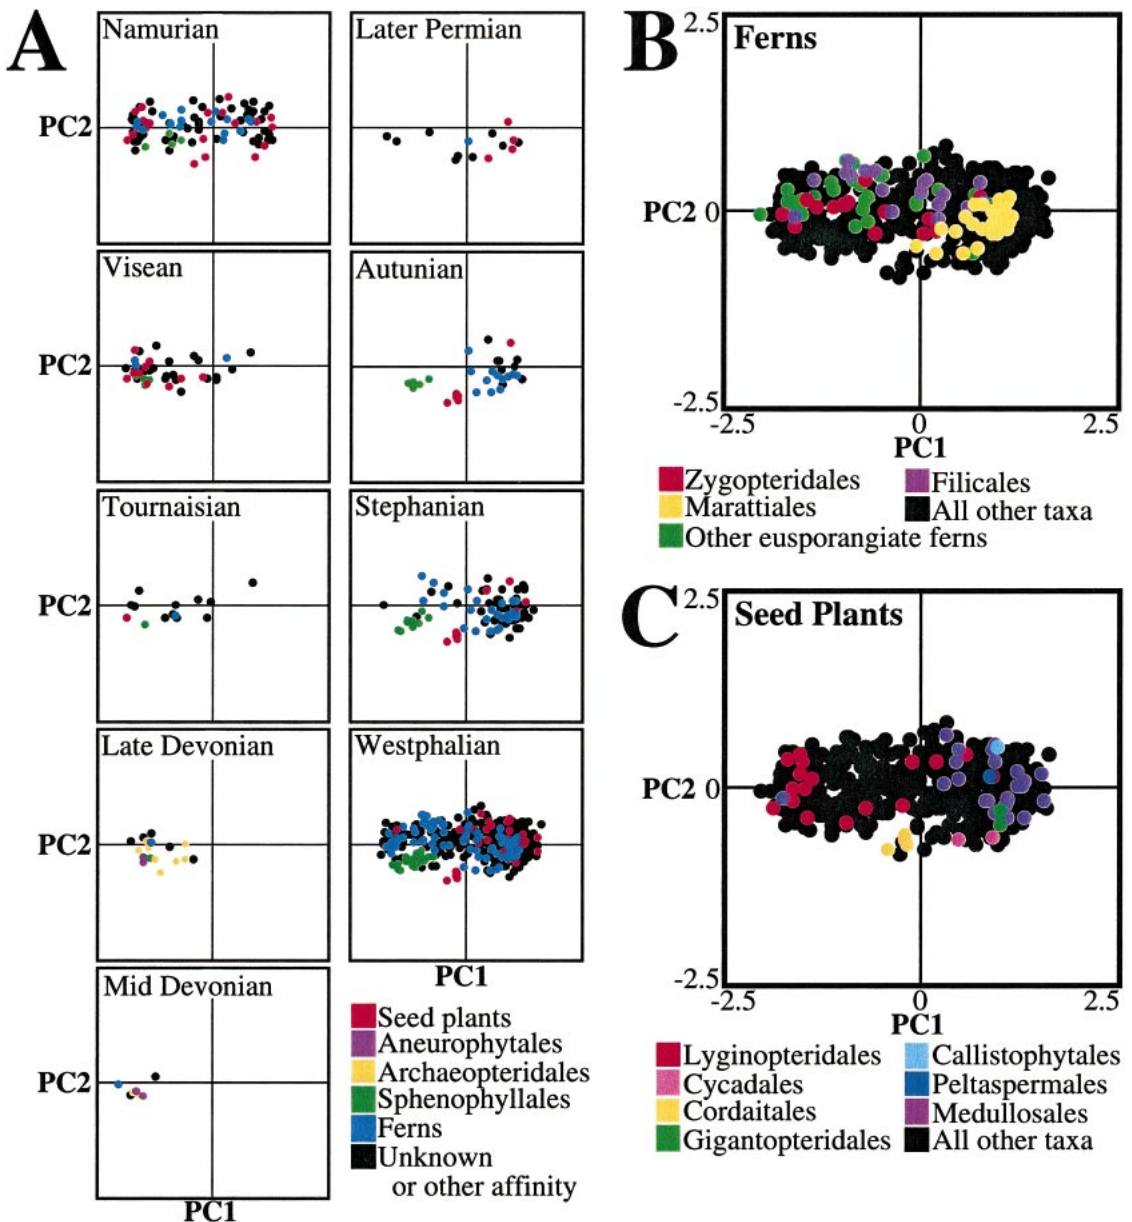 A
Namurian
PC2
Visean
PC2
Tournaisian
PC2
Late Devonian
PC2
Mid Devonian
PC2
PC1
Later Permian
Autunian
Stephanian
Westphalian
PC1
Seed plants
Aneurophytales
Archaeopteridales
Sphenophyllales
Ferns
Unknown
or other affinity
B
2.5
Ferns
PC2 0
-2.5
-2.5 0 2.5
PC1
Zygopteridales
Marattiales
Other eusporangiate ferns
Filicales
All other taxa
C
2.5
Seed Plants
PC2 0
-2.5
-2.5 0 2.5
PC1
Lyginopteridales
Cycadales
Cordaitales
Gigantopteridales
Callistophytales
Peltaspermales
Medullosales
All other taxa